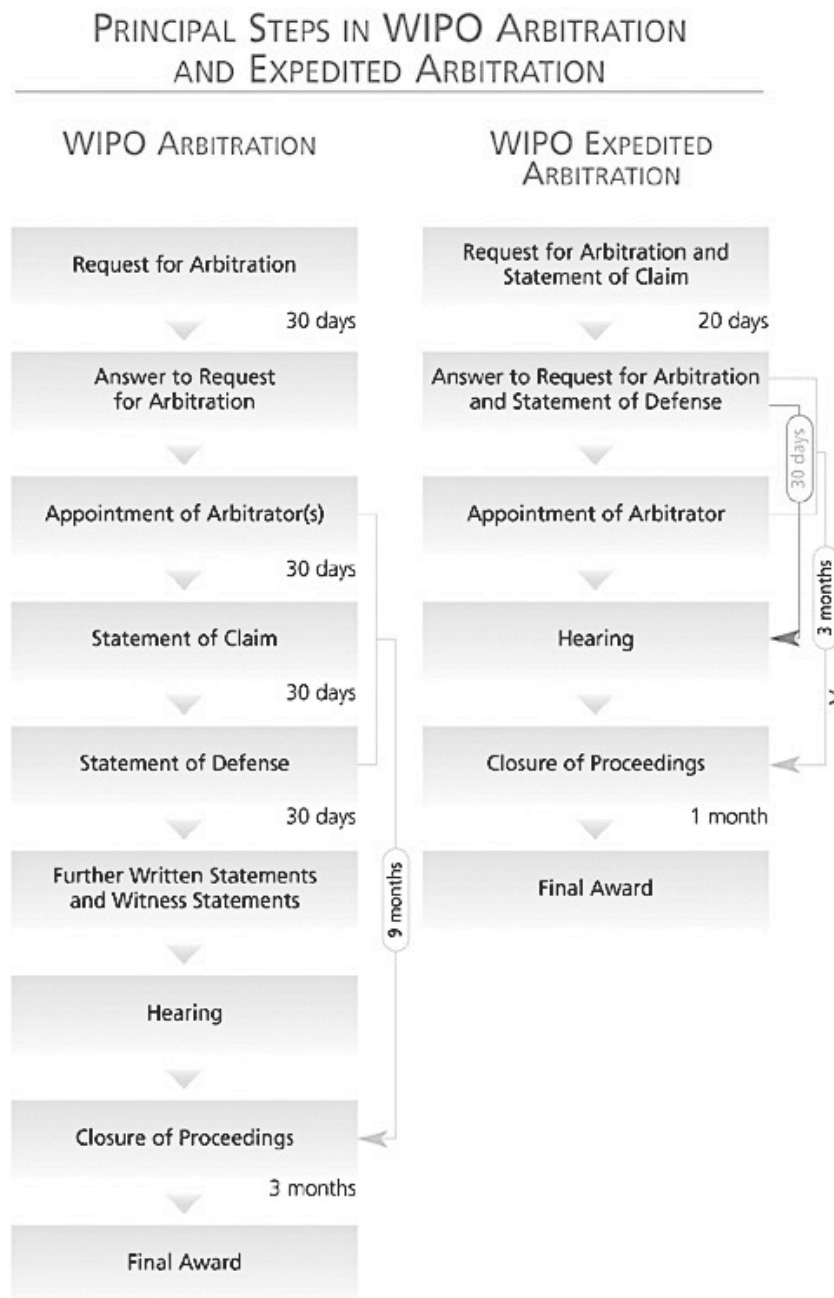 PRINCIPAL STEPS IN WIPO ARBITRATION
AND EXPEDITED ARBITRATION
WIPO ARBITRATION
Request for Arbitration
30 days
Answer to Request
for Arbitration
Appointment of Arbitrator(s)
30 days
Statement of Claim
30 days
Statement of Defense
30 days
Further Written Statements
and Witness Statements
9 months
Hearing
Closure of Proceedings
3 months
Final Award
WIPO EXPEDITED
ARBITRATION
Request for Arbitration and
Statement of Claim
20 days
Answer to Request for Arbitration
and Statement of Defense
30 days
Appointment of Arbitrator
3 months
Hearing
Closure of Proceedings
1 month
Final Award